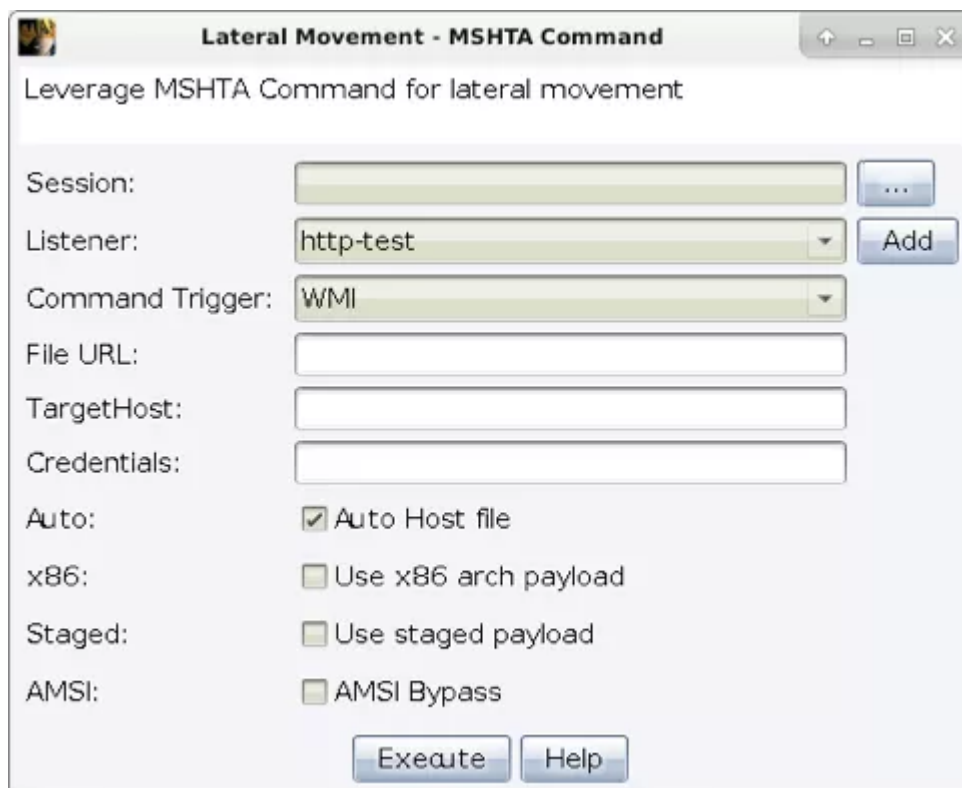 Lateral Movement - MSHTA Command
Leverage MSHTA Command for lateral movement
Session: ...
Listener: http-test Add
Command Trigger: WMI
File URL:
TargetHost:
Credentials:
Auto: Auto Host file
x86: Use x86 arch payload
Staged: Use staged payload
AMSI: AMSI Bypass
Execute Help